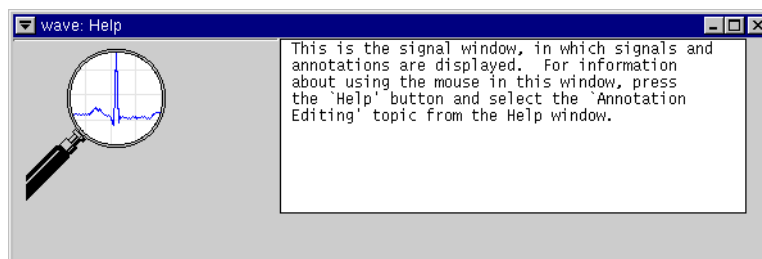 wave: Help
This is the signal window, in which signals and
annotations are displayed.  For information
about using the mouse in this window, press
the `Help' button and select the `Annotation
Editing' topic from the Help window.